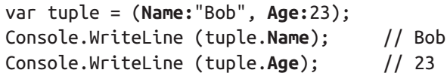 var tuple = (Name:"Bob", Age:23);
Console.WriteLine (tuple.Name); // Bob
Console.WriteLine (tuple.Age); // 23